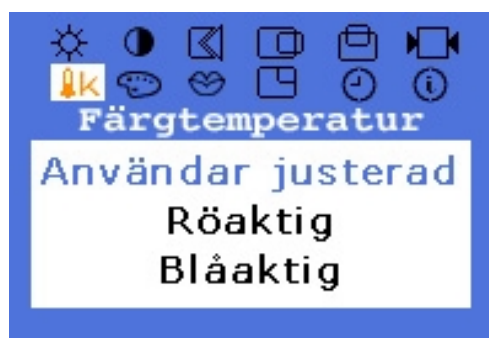 K
Färgtemperatur
Användar justerad
Röaktig
Blåaktig